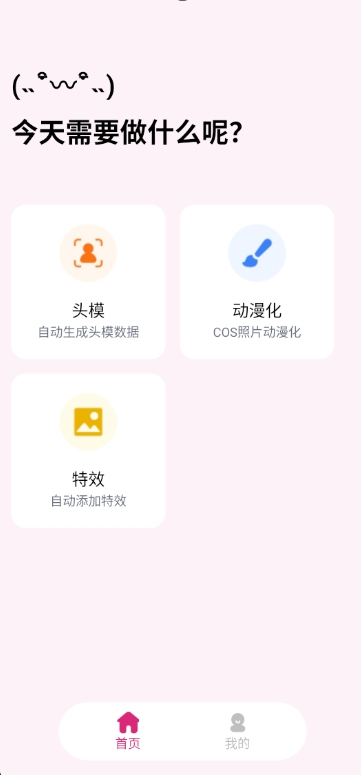 (˶ˆ꒳ˆ˵)
今天需要做什么呢？
头模
自动生成头模数据
动漫化
COS照片动漫化
特效
自动添加特效
首页
我的